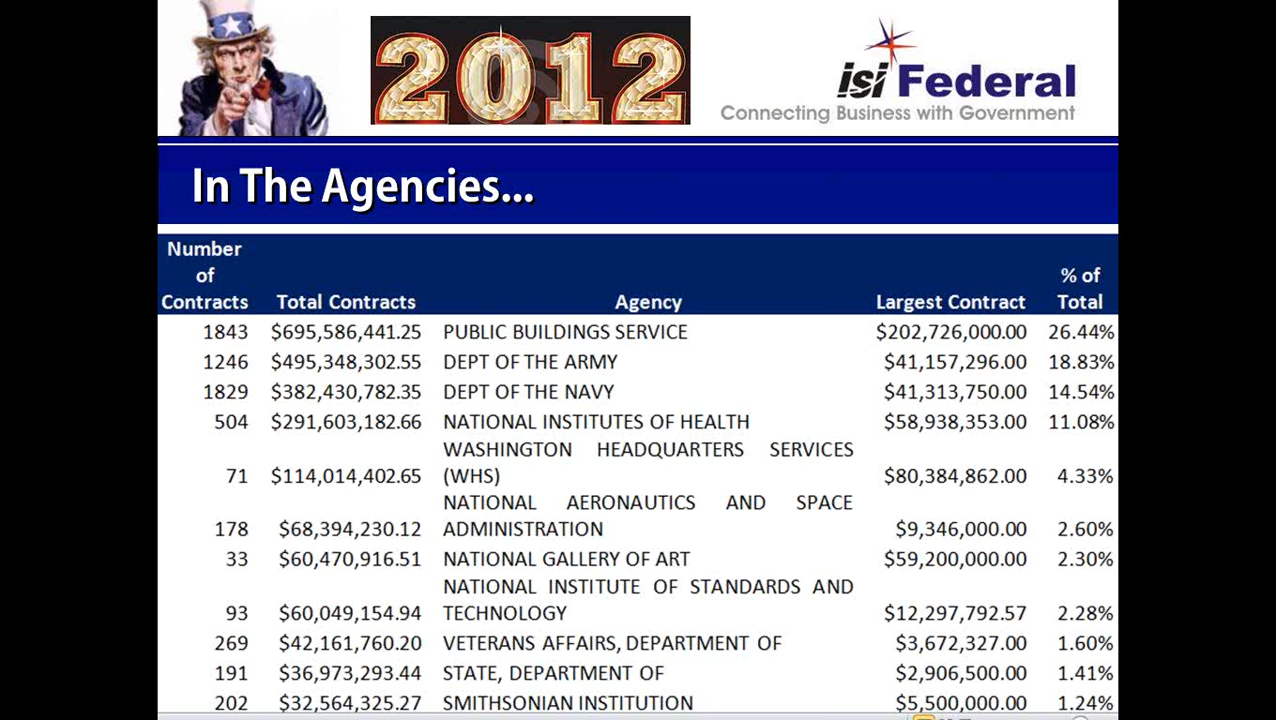 2012
isi Federal
Connecting Business with Government
In The Agencies...
Number
of % of
Contracts Total Contracts Agency Largest Contract Total
1843 $695,586,441.25 PUBLIC BUILDINGS SERVICE $202,726,000.00 26.44%
1246 $495,348,302.55 DEPT OF THE ARMY $41,157,296.00 18.83%
1829 $382,430,782.35 DEPT OF THE NAVY $41,313,750.00 14.54%
504 $291,603,182.66 NATIONAL INSTITUTES OF HEALTH $58,938,353.00 11.08%
WASHINGTON HEADQUARTERS SERVICES
71 $114,014,402.65 (WHS) $80,384,862.00 4.33%
NATIONAL AERONAUTICS AND SPACE
178 $68,394,230.12 ADMINISTRATION $9,346,000.00 2.60%
33 $60,470,916.51 NATIONAL GALLERY OF ART $59,200,000.00 2.30%
NATIONAL INSTITUTE OF STANDARDS AND
93 $60,049,154.94 TECHNOLOGY $12,297,792.57 2.28%
269 $42,161,760.20 VETERANS AFFAIRS, DEPARTMENT OF $3,672,327.00 1.60%
191 $36,973,293.44 STATE, DEPARTMENT OF $2,906,500.00 1.41%
202 $32,564,325.27 SMITHSONIAN INSTITUTION $5,500,000.00 1.24%